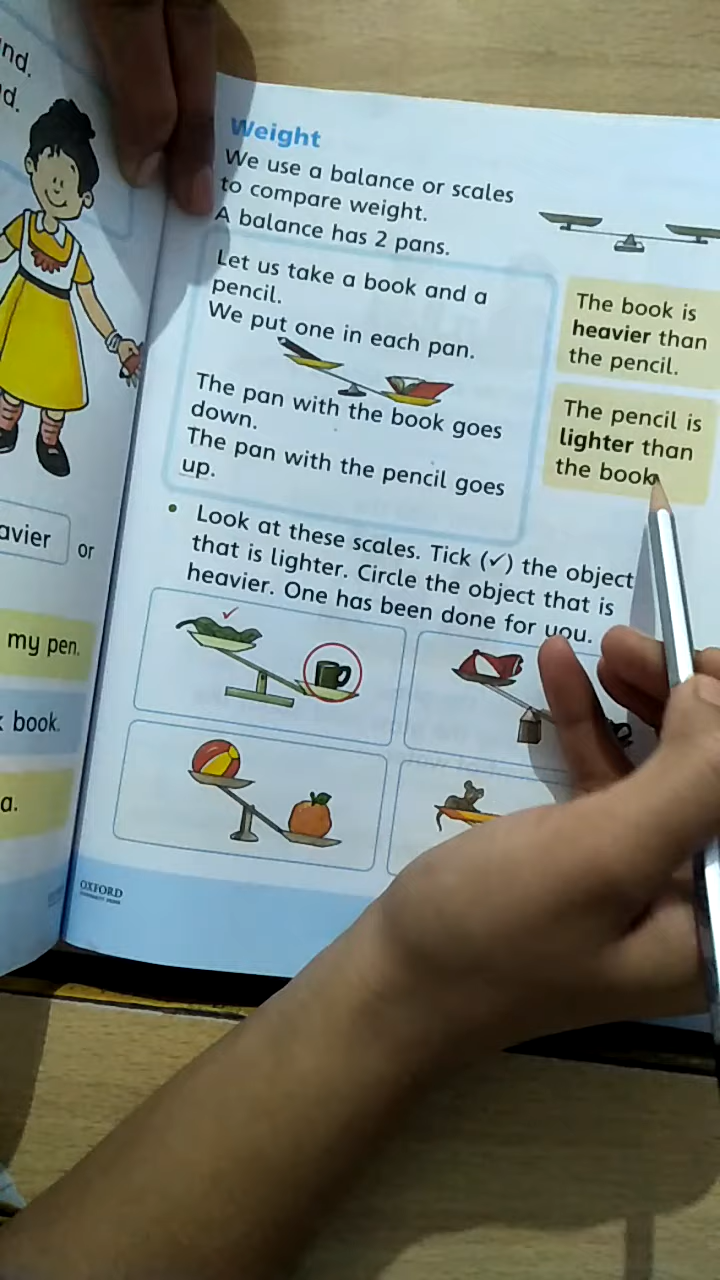 nd.
d.
avier or
my pen.
book.
a.
Weight
We use a balance or scales
to compare weight.
A balance has 2 pans.
Let us take a book and a
pencil.
We put one in each pan.
The pan with the book goes
down.
The pan with the pencil goes
up.
The book is
heavier than
the pencil.
The pencil is
lighter than
the book
• Look at these scales. Tick (✓) the object
that is lighter. Circle the object that is
heavier. One has been done for you.
OXFORD